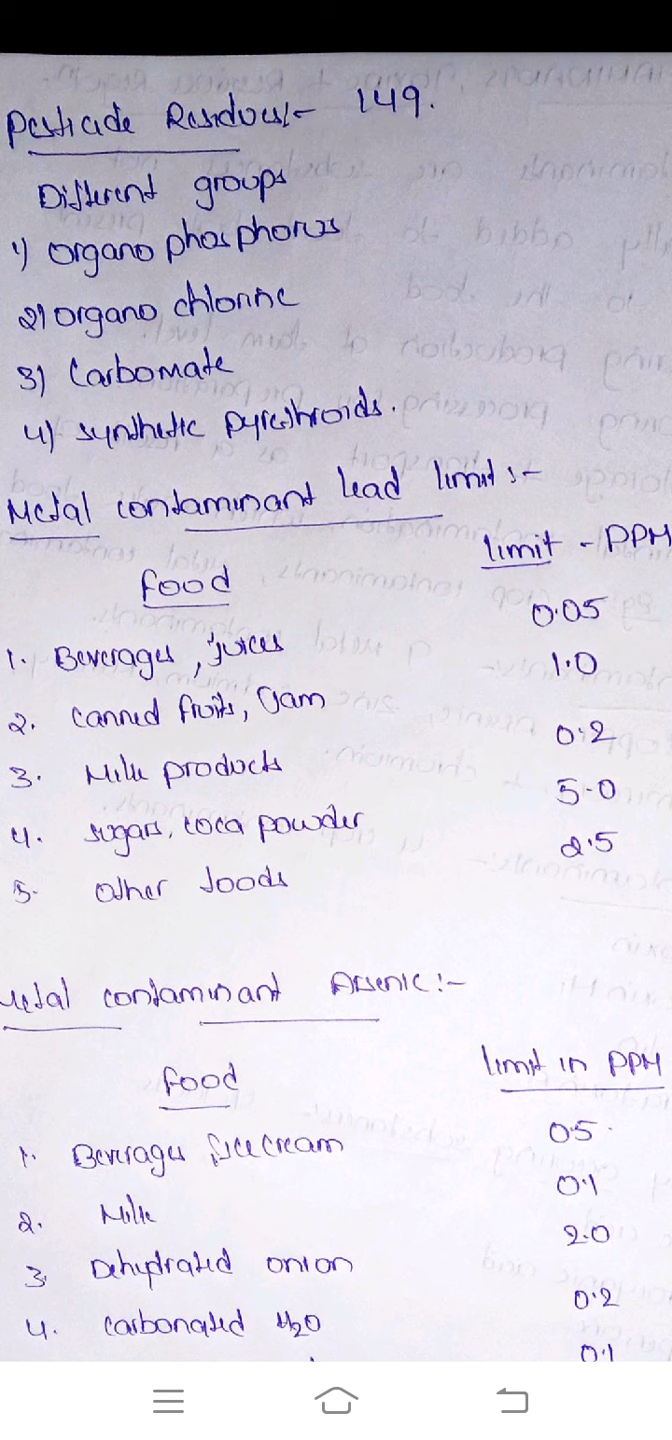 Pesticide Residues/- 149.
Different groups
1) organo phosphorus
2) organo chlorine
3) Carbomate
4) synthetic pyrethroids.
Metal contaminant lead limit :-
food limit - PPM
1. Beverages, juices 0.05
2. Canned fruits, Jam 1.0
3. Milk products 0.2
4. sugars, coca powder 5.0
5. other foods 2.5
Metal contaminant Arsenic :-
food limit in PPM
1. Beverages, icecream 0.5
2. Milk 0.1
3. Dehydrated onion 2.0
4. carbonated H2O 0.2
0.1